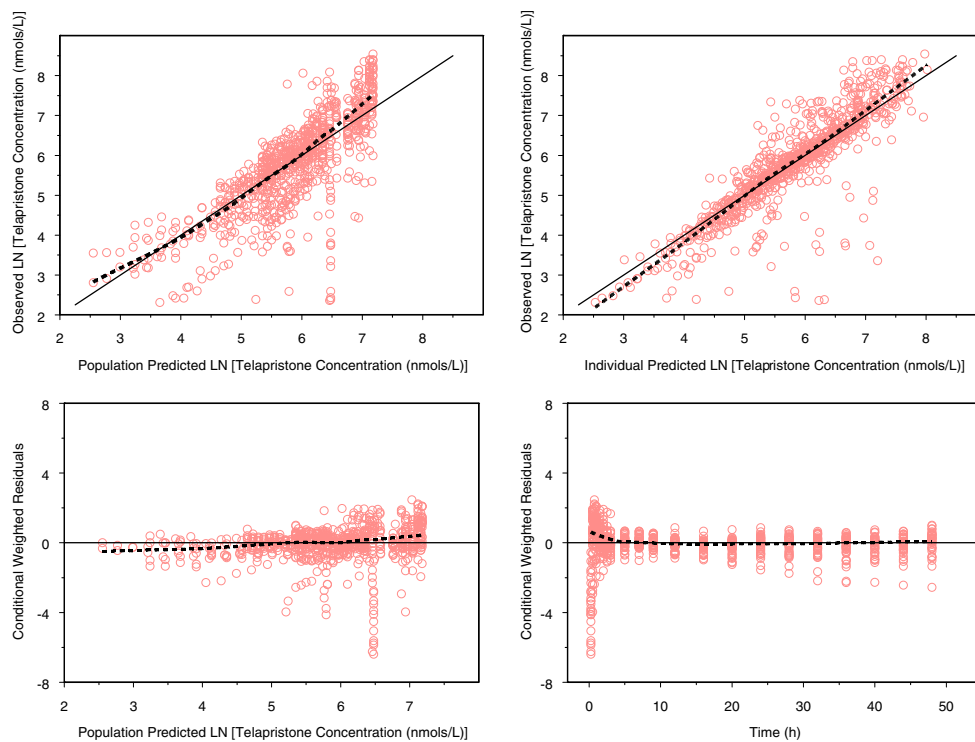 Observed LN [Telapristone Concentration (nmols/L)]
8
7
6
5
4
3
2
2 3 4 5 6 7 8
Population Predicted LN [Telapristone Concentration (nmols/L)]
Observed LN [Telapristone Concentration (nmols/L)]
8
7
6
5
4
3
2
2 3 4 5 6 7 8
Individual Predicted LN [Telapristone Concentration (nmols/L)]
Conditional Weighted Residuals
8
4
0
-4
-8
2 3 4 5 6 7
Population Predicted LN [Telapristone Concentration (nmols/L)]
Conditional Weighted Residuals
8
4
0
-4
-8
0 10 20 30 40 50
Time (h)